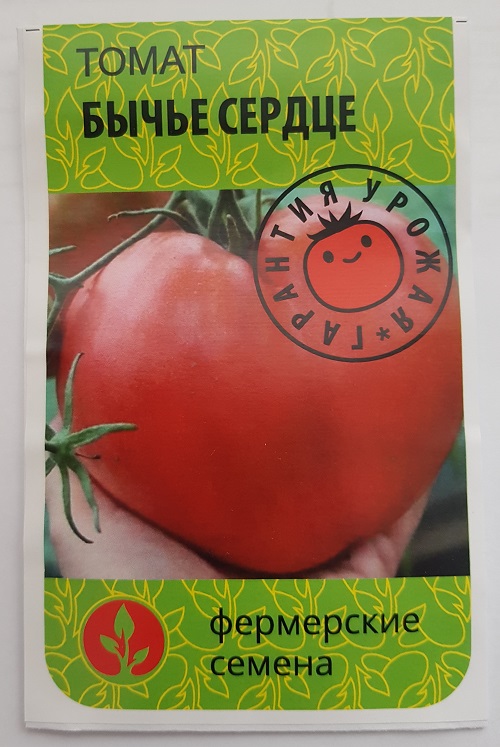 ТОМАТ
БЫЧЬЕ СЕРДЦЕ
ГАРАНТИЯ УРОЖАЯ*
фермерские
семена